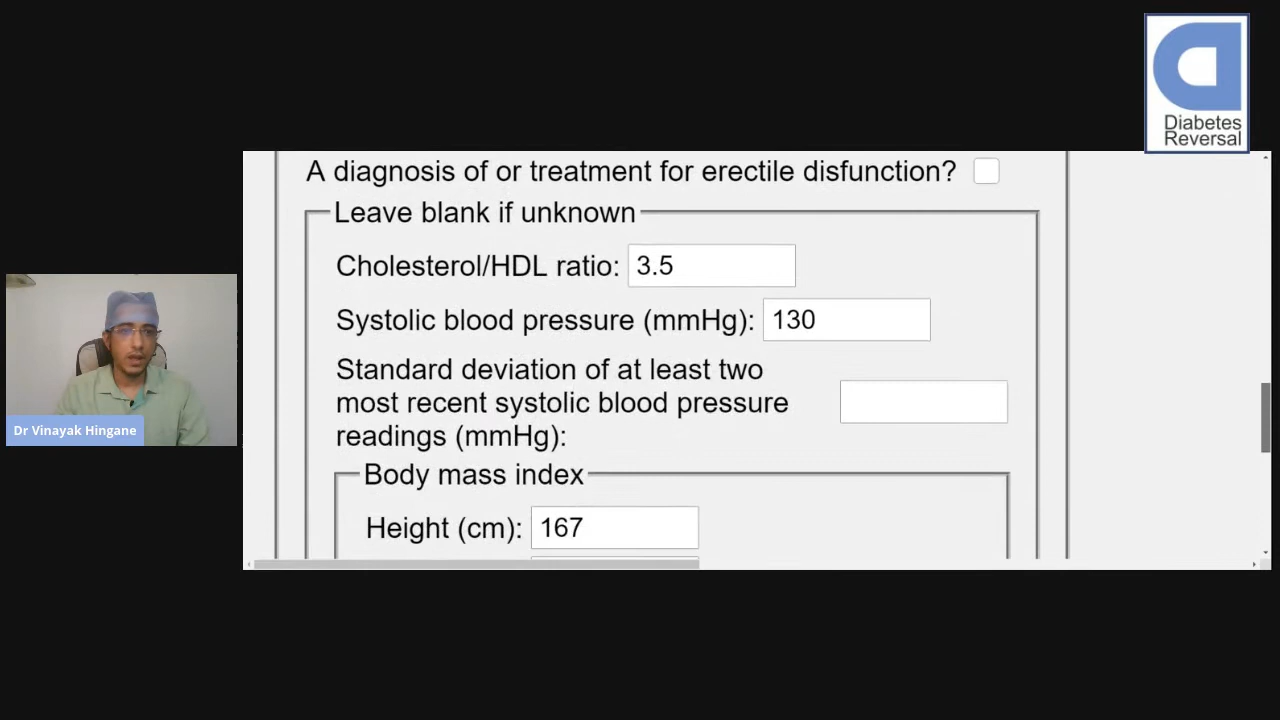 Diabetes
Reversal
A diagnosis of or treatment for erectile disfunction?
Leave blank if unknown
Cholesterol/HDL ratio: 3.5
Systolic blood pressure (mmHg): 130
Standard deviation of at least two
most recent systolic blood pressure
readings (mmHg):
Body mass index
Height (cm): 167
Dr Vinayak Hingane